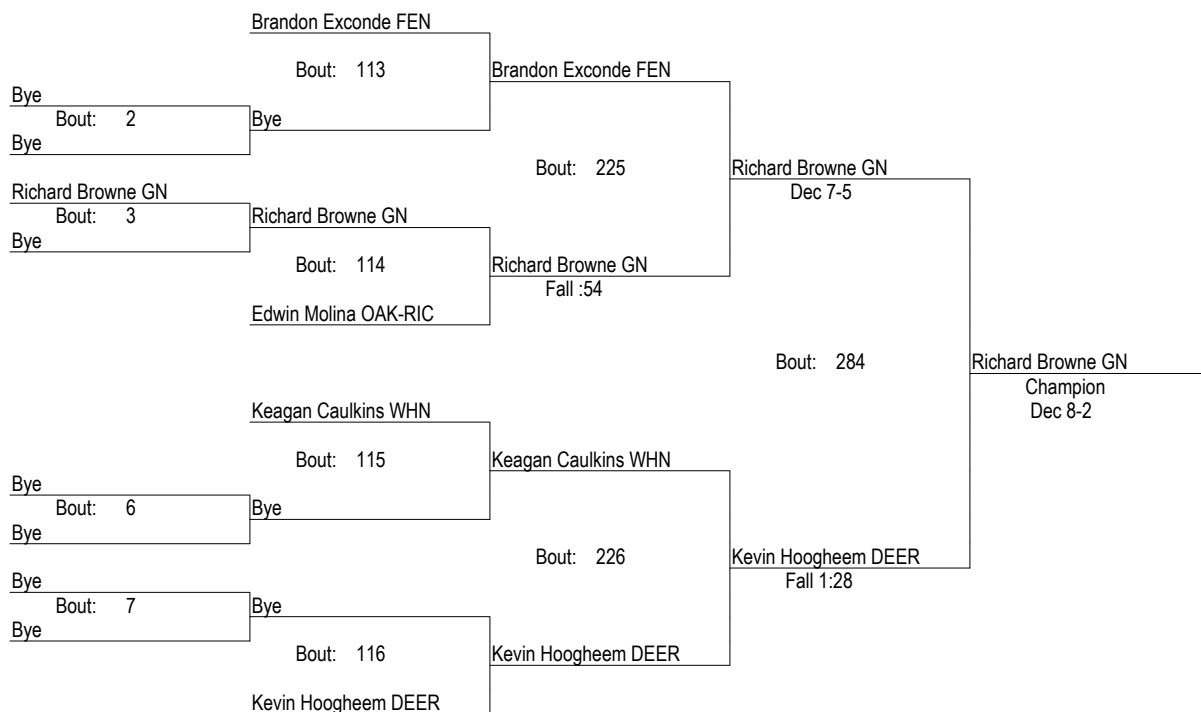 Brandon Exconde FEN
Bout: 113
Brandon Exconde FEN
Bye
Bout: 2
Bye
Bye
Bout: 225
Richard Browne GN
Dec 7-5
Richard Browne GN
Bout: 3
Richard Browne GN
Bye
Bout: 114
Richard Browne GN
Fall :54
Edwin Molina OAK-RIC
Bout: 284
Richard Browne GN
Champion
Dec 8-2
Keagan Caulkins WHN
Bout: 115
Keagan Caulkins WHN
Bye
Bout: 6
Bye
Bye
Bout: 226
Kevin Hoogheem DEER
Fall 1:28
Bye
Bout: 7
Bye
Bye
Bout: 116
Kevin Hoogheem DEER
Kevin Hoogheem DEER